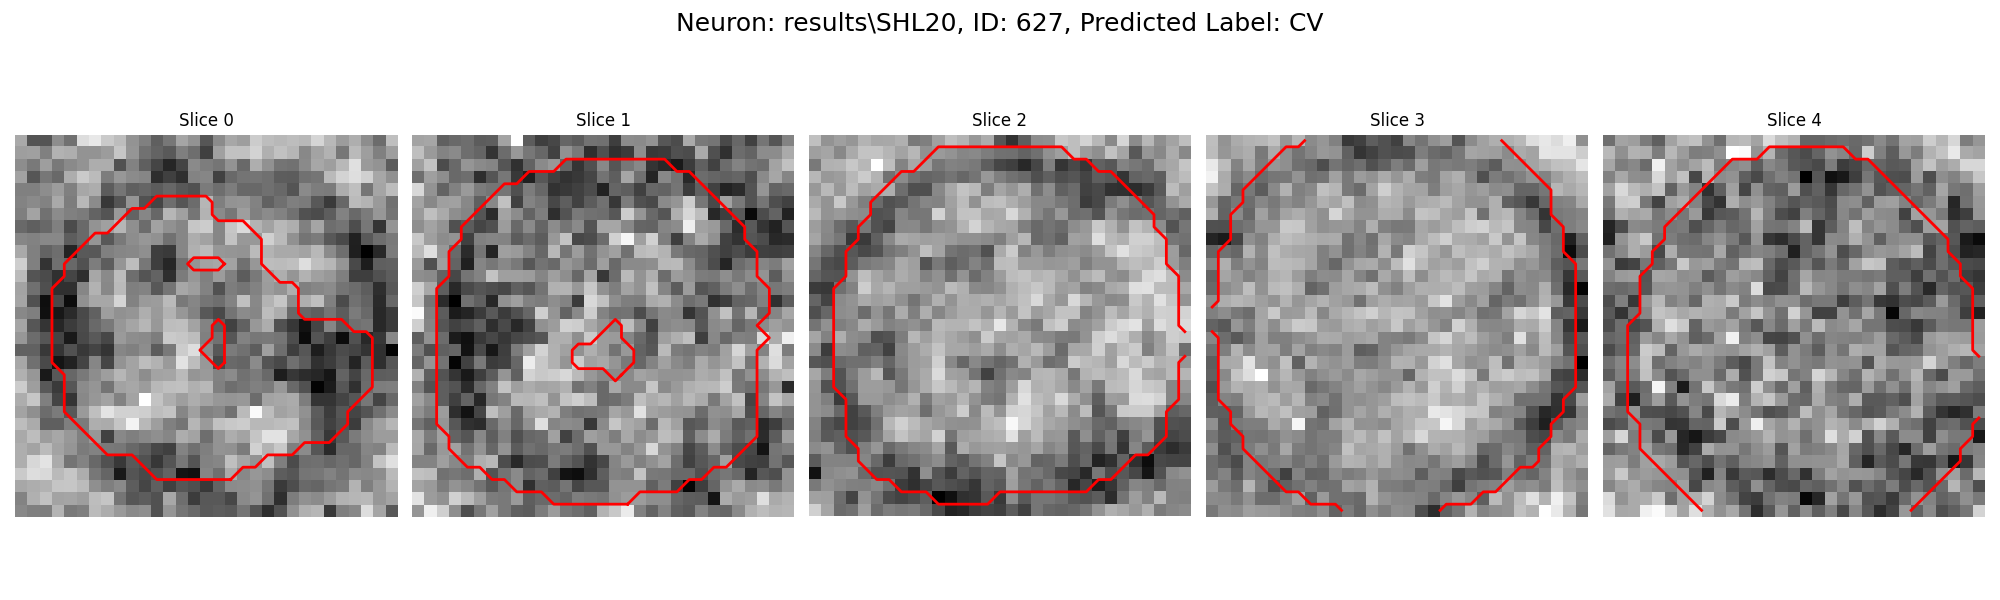 Neuron: results\SHL20, ID: 627, Predicted Label: CV
Slice 0
Slice 1
Slice 2
Slice 3
Slice 4